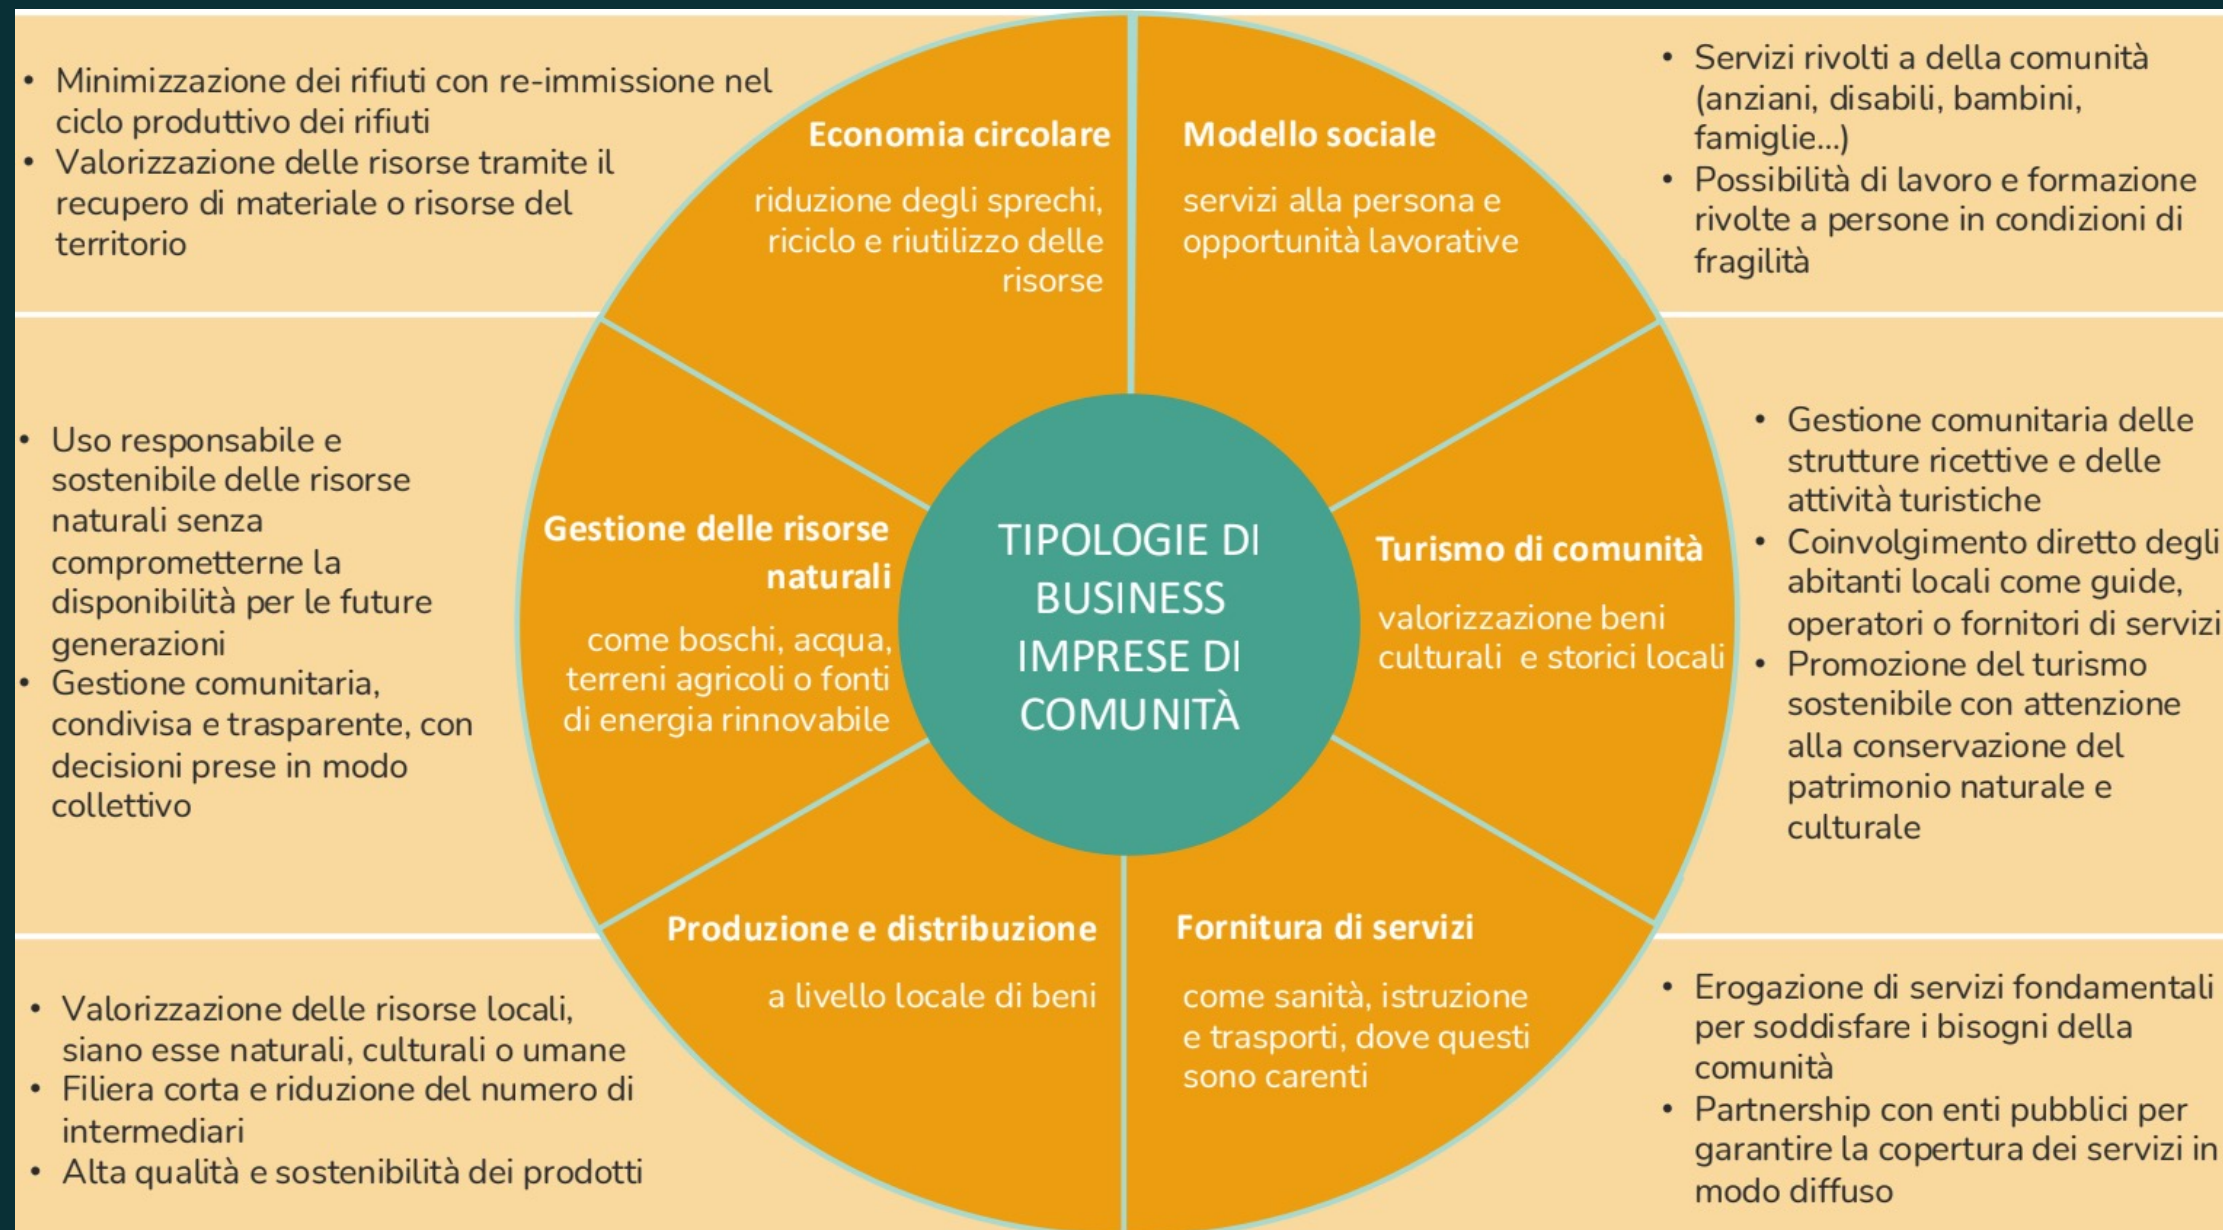 • Minimizzazione dei rifiuti con re-immissione nel
ciclo produttivo dei rifiuti
• Valorizzazione delle risorse tramite il
recupero di materiale o risorse del
territorio
Economia circolare
riduzione degli sprechi,
riciclo e riutilizzo delle
risorse
Modello sociale
servizi alla persona e
opportunità lavorative
• Servizi rivolti a della comunità
(anziani, disabili, bambini,
famiglie...)
• Possibilità di lavoro e formazione
rivolte a persone in condizioni di
fragilità
• Uso responsabile e
sostenibile delle risorse
naturali senza
comprometterne la
disponibilità per le future
generazioni
• Gestione comunitaria,
condivisa e trasparente, con
decisioni prese in modo
collettivo
Gestione delle risorse
naturali
come boschi, acqua,
terreni agricoli o fonti
di energia rinnovabile
TIPOLOGIE DI
BUSINESS
IMPRESE DI
COMUNITÀ
Turismo di comunità
valorizzazione beni
culturali e storici locali
• Gestione comunitaria delle
strutture ricettive e delle
attività turistiche
• Coinvolgimento diretto degli
abitanti locali come guide,
operatori o fornitori di servizi
• Promozione del turismo
sostenibile con attenzione
alla conservazione del
patrimonio naturale e
culturale
• Valorizzazione delle risorse locali,
siano esse naturali, culturali o umane
• Filiera corta e riduzione del numero di
intermediari
• Alta qualità e sostenibilità dei prodotti
Produzione e distribuzione
a livello locale di beni
Fornitura di servizi
come sanità, istruzione
e trasporti, dove questi
sono carenti
• Erogazione di servizi fondamentali
per soddisfare i bisogni della
comunità
• Partnership con enti pubblici per
garantire la copertura dei servizi in
modo diffuso